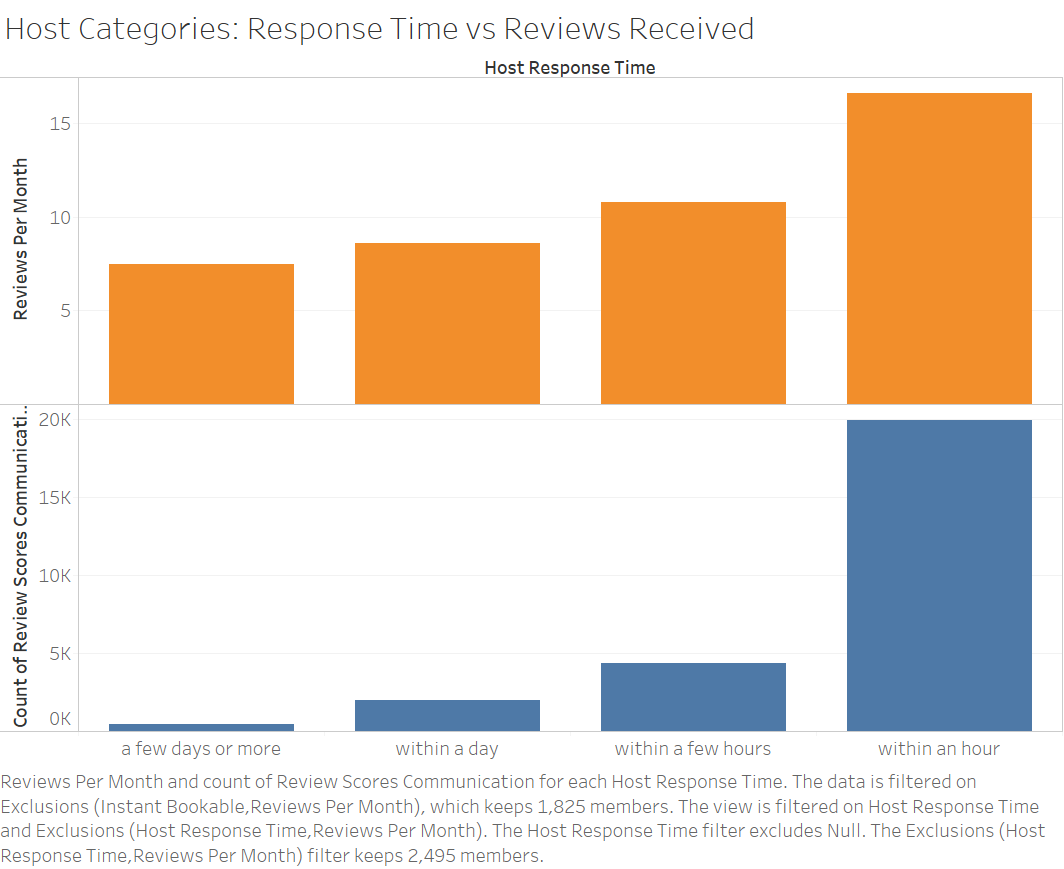 Host Categories: Response Time vs Reviews Received
Host Response Time
Reviews Per Month
15
10
5
Count of Review Scores Communicati..
20K
15K
10K
5K
0K
a few days or more
within a day
within a few hours
within an hour
Reviews Per Month and count of Review Scores Communication for each Host Response Time. The data is filtered on
Exclusions (Instant Bookable,Reviews Per Month), which keeps 1,825 members. The view is filtered on Host Response Time
and Exclusions (Host Response Time,Reviews Per Month). The Host Response Time filter excludes Null. The Exclusions (Host
Response Time,Reviews Per Month) filter keeps 2,495 members.